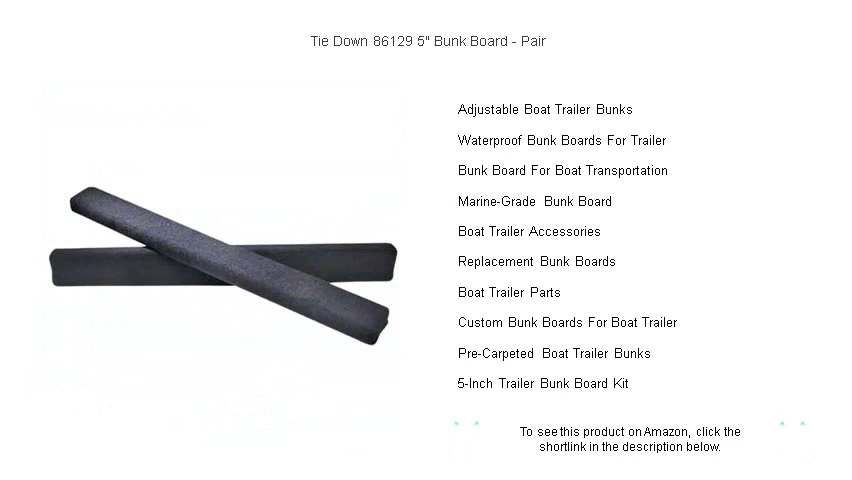 Tie Down 86129 5" Bunk Board - Pair
Adjustable Boat Trailer Bunks
Waterproof Bunk Boards For Trailer
Bunk Board For Boat Transportation
Marine-Grade Bunk Board
Boat Trailer Accessories
Replacement Bunk Boards
Boat Trailer Parts
Custom Bunk Boards For Boat Trailer
Pre-Carpeted Boat Trailer Bunks
5-Inch Trailer Bunk Board Kit
To see this product on Amazon, click the
shortlink in the description below.